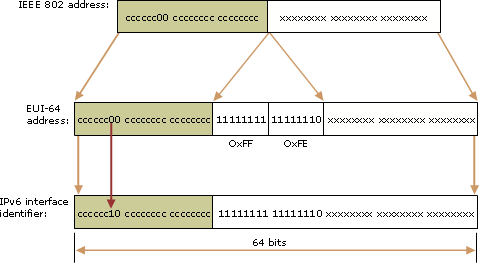 IEEE 802 address:
cccccc00 cccccccc cccccccc
xxxxxxxx xxxxxxxx xxxxxxxx
EUI-64
address:
cccccc00 cccccccc cccccccc
11111111
11111110
xxxxxxxx xxxxxxxx xxxxxxxx
0xFF
0xFE
IPv6 interface
identifier:
cccccc10 cccccccc cccccccc
11111111 11111110 xxxxxxxx xxxxxxxx xxxxxxxx
64 bits